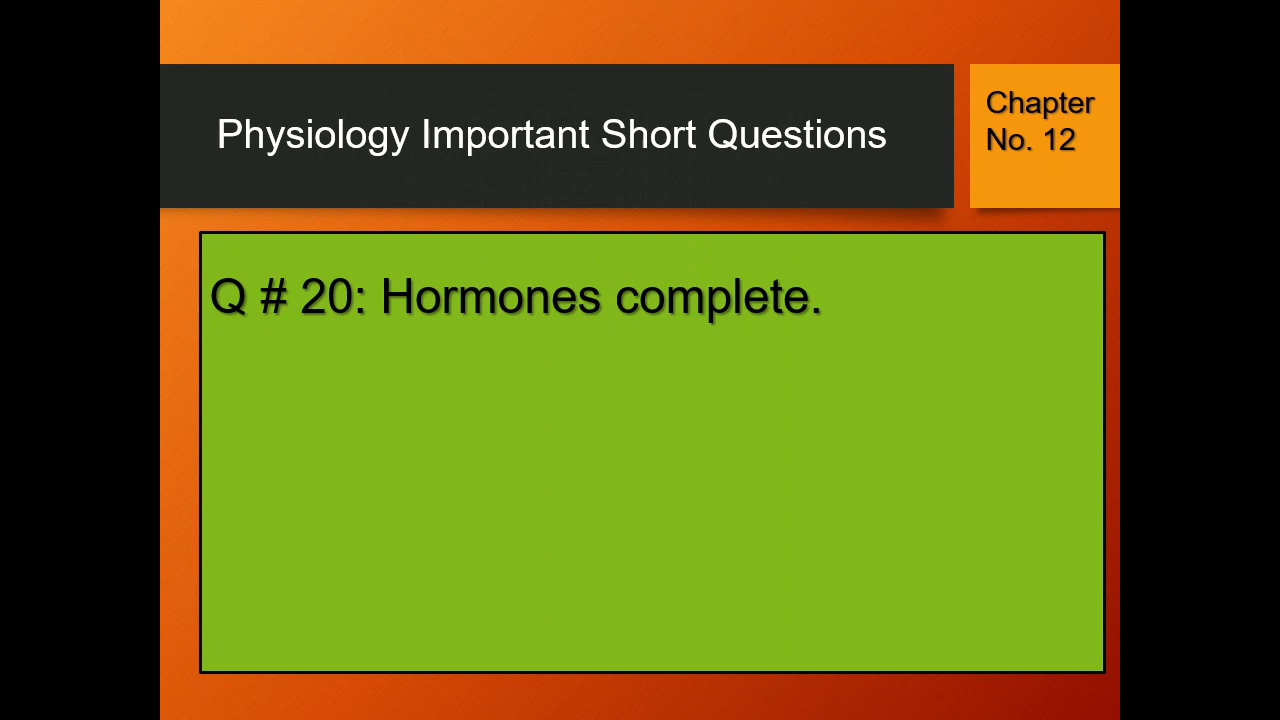 Physiology Important Short Questions
Chapter
No. 12
Q # 20: Hormones complete.